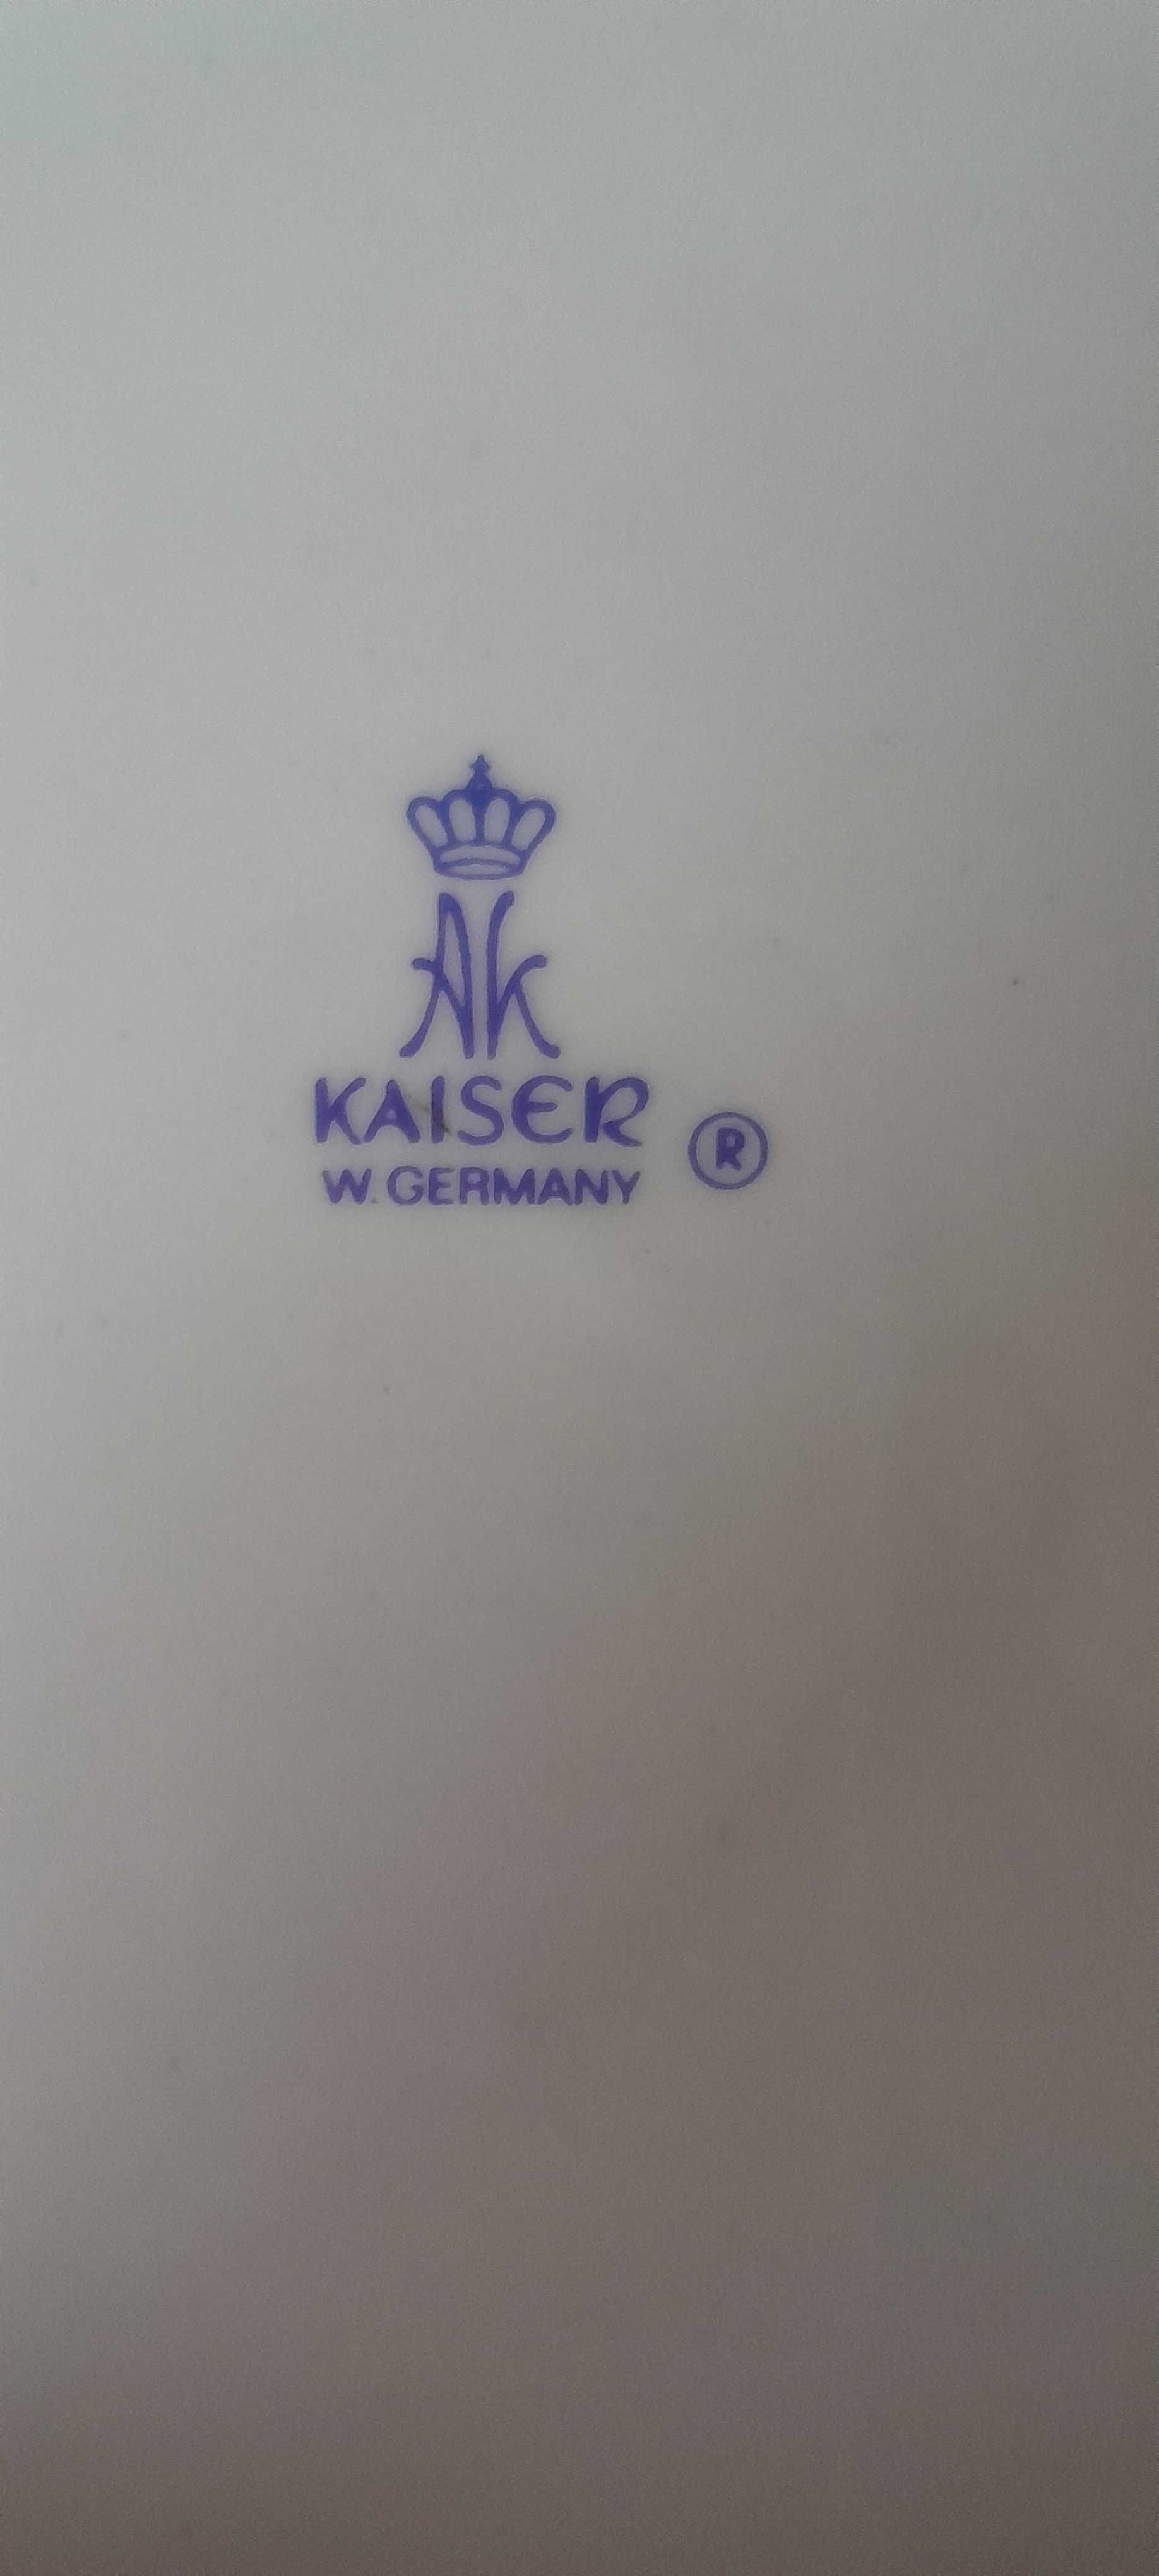 AK
KAISER
W. GERMANY ®